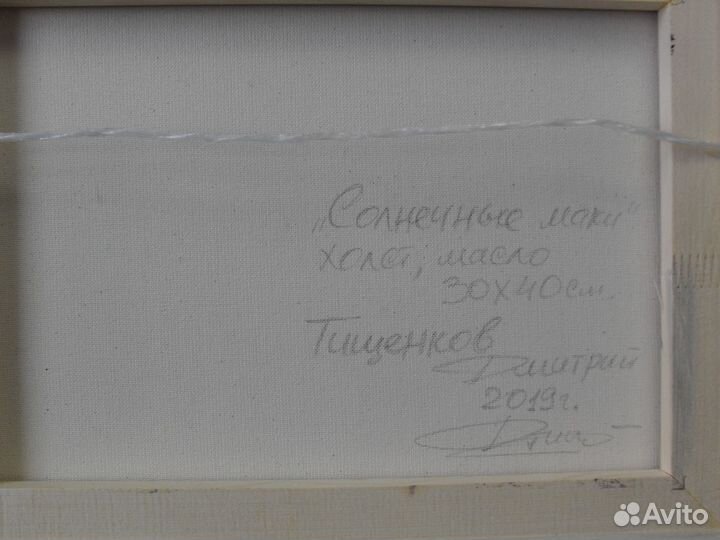 „Солнечные маки"
холст, масло
30х40см.
Тищенков
Дмитрий
2019г.
Avito